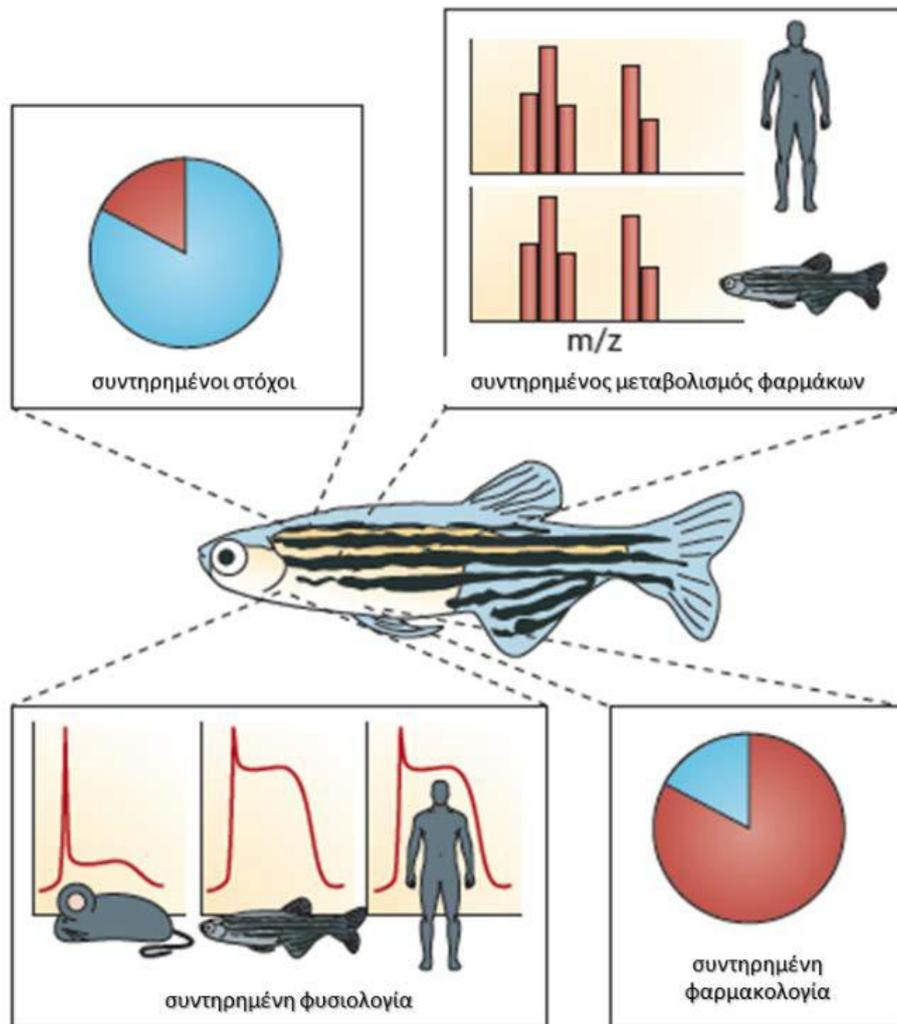 συντηρημένοι στόχοι
m/z
συντηρημένος μεταβολισμός φαρμάκων
συντηρημένη φυσιολογία
συντηρημένη
φαρμακολογία